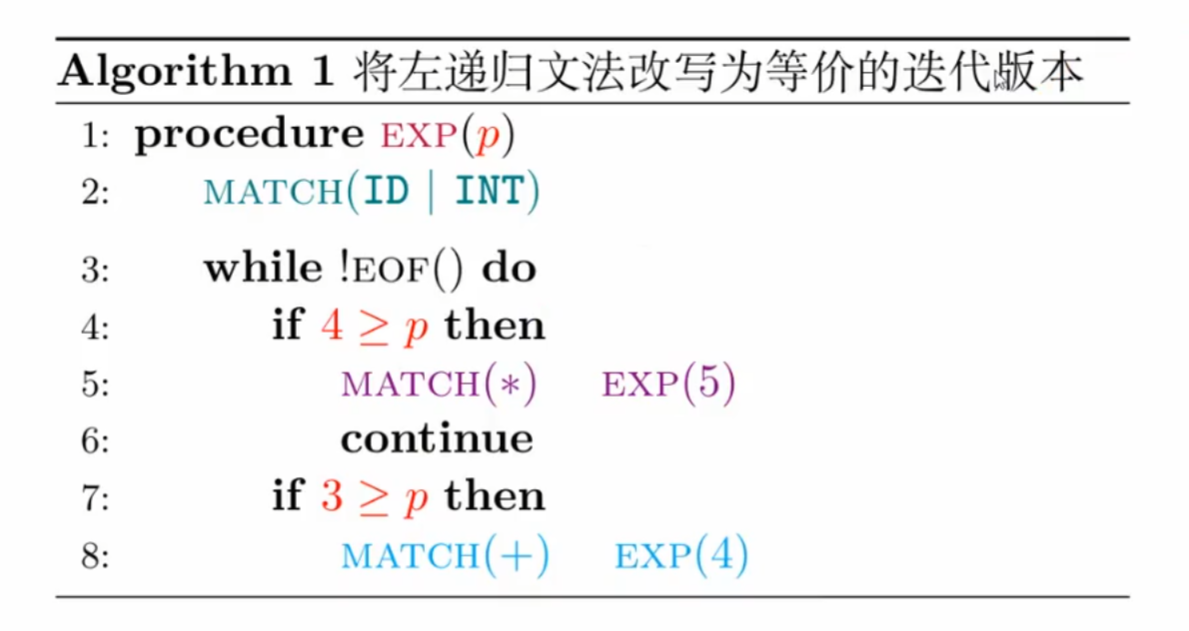 Algorithm 1 将左递归文法改写为等价的迭代版本
1: procedure EXP(p)
2: MATCH(ID | INT)
3: while !EOF() do
4: if 4 ≥ p then
5: MATCH(*) EXP(5)
6: continue
7: if 3 ≥ p then
8: MATCH(+) EXP(4)